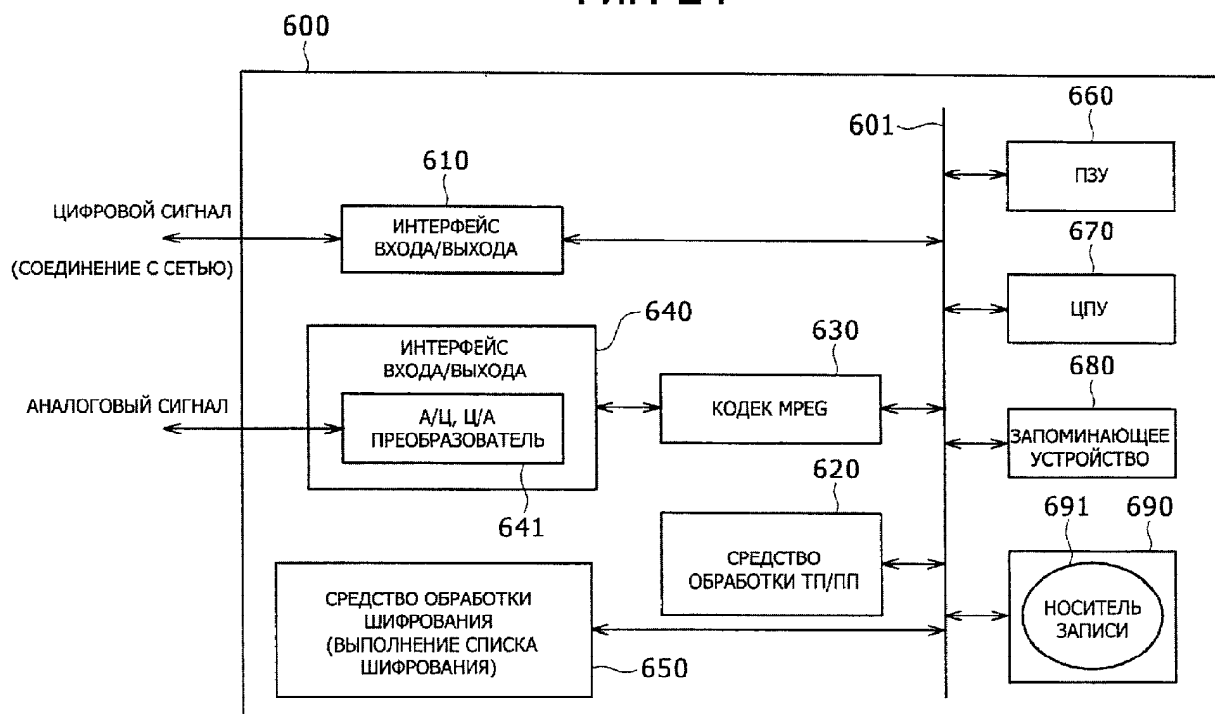 600
601
660
ПЗУ
610
ЦИФРОВОЙ СИГНАЛ
(СОЕДИНЕНИЕ С СЕТЬЮ)
ИНТЕРФЕЙС
ВХОДА/ВЫХОДА
670
ЦПУ
640
ИНТЕРФЕЙС
ВХОДА/ВЫХОДА
630
КОДЕК MPEG
680
ЗАПОМИНАЮЩЕЕ
УСТРОЙСТВО
АНАЛОГОВЫЙ СИГНАЛ
А/Ц, Ц/А
ПРЕОБРАЗОВАТЕЛЬ
641
620
СРЕДСТВО
ОБРАБОТКИ ТП/ПП
691
690
НОСИТЕЛЬ
ЗАПИСИ
СРЕДСТВО ОБРАБОТКИ
ШИФРОВАНИЯ
(ВЫПОЛНЕНИЕ СПИСКА
ШИФРОВАНИЯ)
650